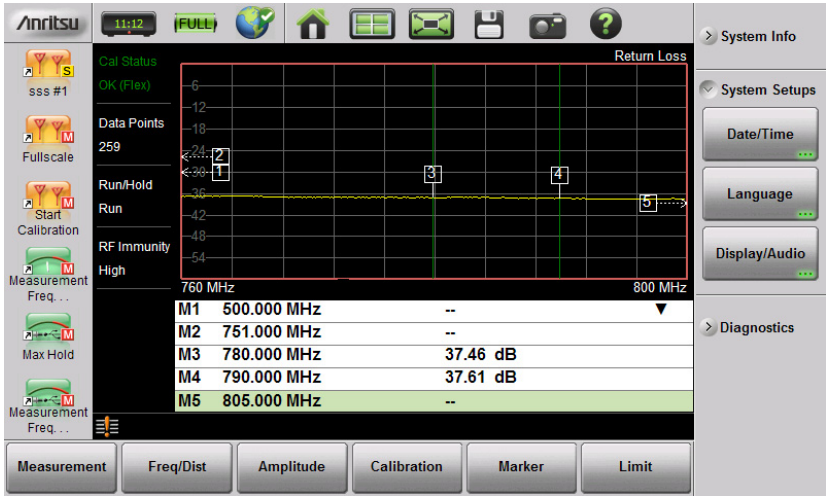 Anritsu
11:12
FULL
?
System Info
System Setups
Date/Time
Language
Display/Audio
Diagnostics
S
sss #1
M
Fullscale
M
Start
Calibration
M
Measurement
Freq. . .
M
Max Hold
M
Measurement
Freq. . .
Cal Status
OK (Flex)
Data Points
259
Run/Hold
Run
RF Immunity
High
Return Loss
6
12
18
24
30
36
42
48
54
2
1
3
4
5
760 MHz
800 MHz
M1 500.000 MHz --
M2 751.000 MHz --
M3 780.000 MHz 37.46 dB
M4 790.000 MHz 37.61 dB
M5 805.000 MHz --
Measurement
Freq/Dist
Amplitude
Calibration
Marker
Limit